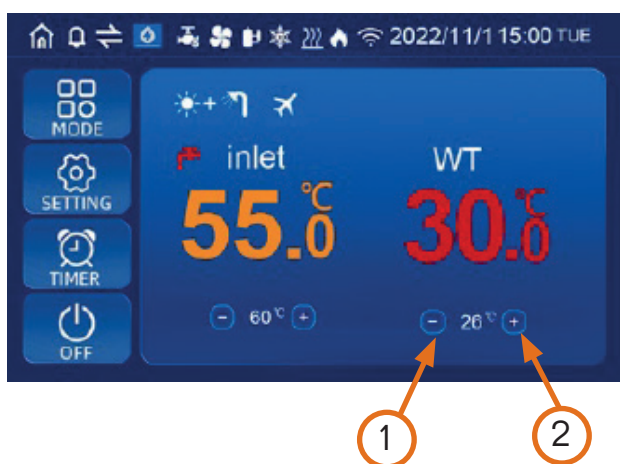 2022/11/1 15:00 TUE
MODE
SETTING
TIMER
OFF
inlet WT
55.0℃ 30.0℃
- 60℃ + - 26℃ +
1 2